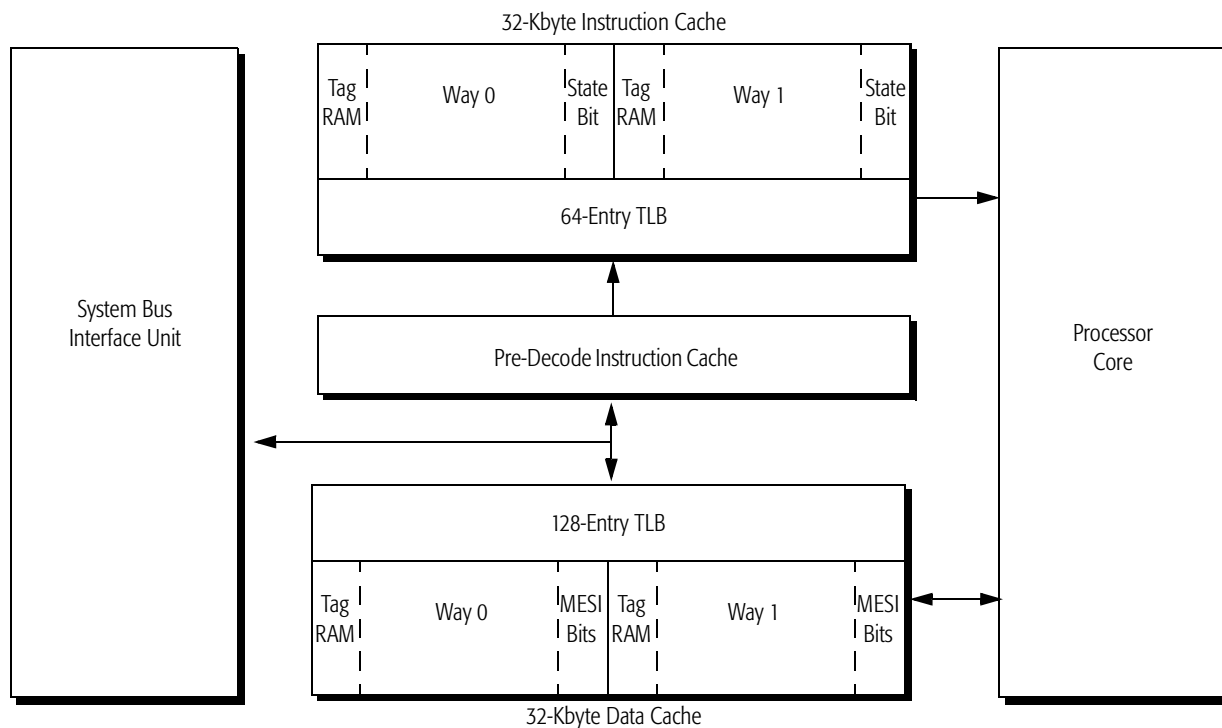 32-Kbyte Instruction Cache
Tag
RAM
Way 0
State
Bit
Tag
RAM
Way 1
State
Bit
64-Entry TLB
System Bus
Interface Unit
Pre-Decode Instruction Cache
Processor
Core
128-Entry TLB
Tag
RAM
Way 0
MESI
Bits
Tag
RAM
Way 1
MESI
Bits
32-Kbyte Data Cache